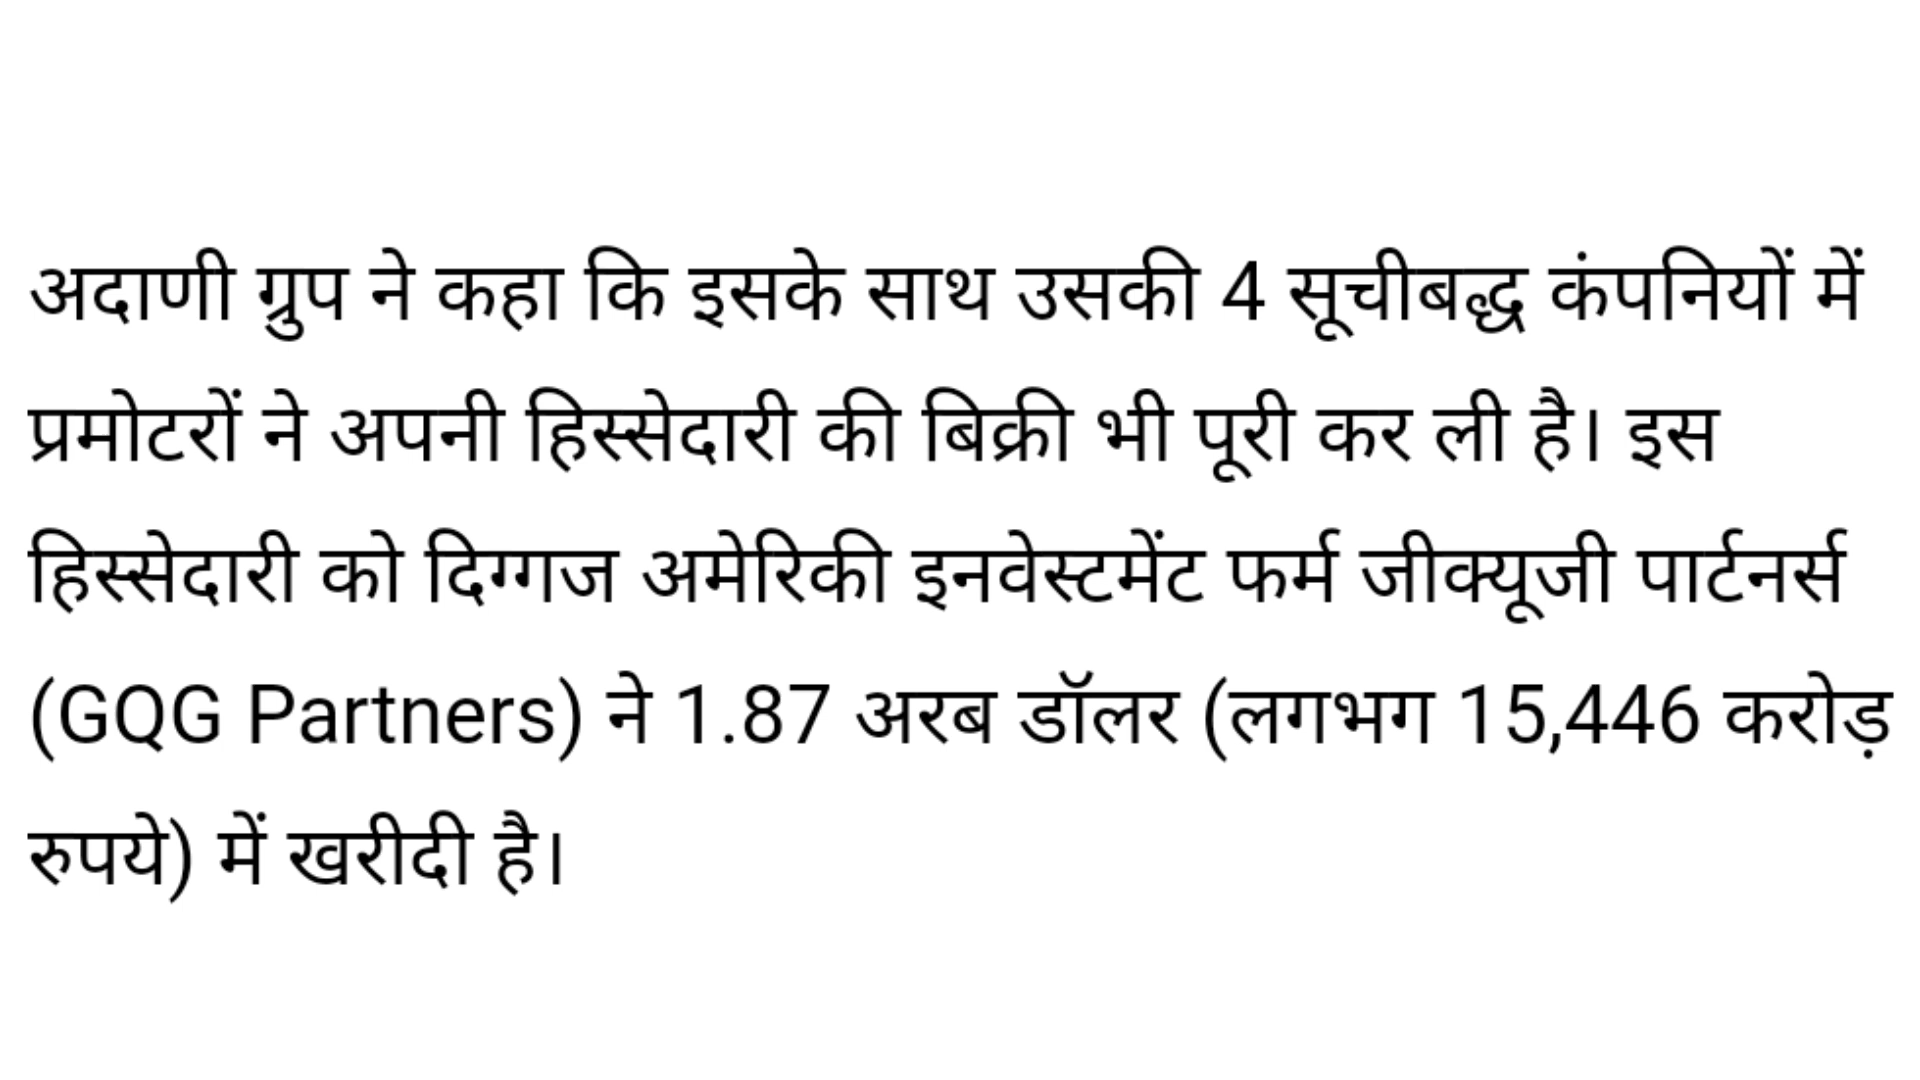 अदाणी ग्रुप ने कहा कि इसके साथ उसकी 4 सूचीबद्ध कंपनियों में
प्रमोटरों ने अपनी हिस्सेदारी की बिक्री भी पूरी कर ली है। इस
हिस्सेदारी को दिग्गज अमेरिकी इनवेस्टमेंट फर्म जीक्यूजी पार्टनर्स
(GQG Partners) ने 1.87 अरब डॉलर (लगभग 15,446 करोड़
रुपये) में खरीदी है।